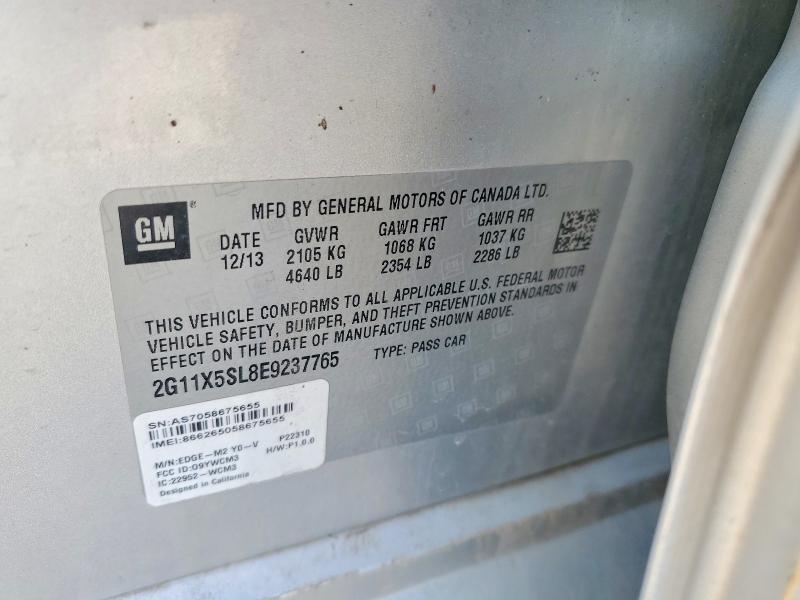 GM
MFD BY GENERAL MOTORS OF CANADA LTD.
DATE GVWR GAWR FRT GAWR RR
12/13 2105 KG 1068 KG 1037 KG
4640 LB 2354 LB 2286 LB
THIS VEHICLE CONFORMS TO ALL APPLICABLE U.S. FEDERAL MOTOR
VEHICLE SAFETY, BUMPER, AND THEFT PREVENTION STANDARDS IN
EFFECT ON THE DATE OF MANUFACTURE SHOWN ABOVE.
2G11X5SL8E9237765 TYPE: PASS CAR
SN:AS7058675655
IMEI:866265058675655
M/N:EDGE-M2 Y0-V P22310
FCC ID:O9YWCM3 H/W:P1.0.0
IC:22952-WCM3
Designed in California